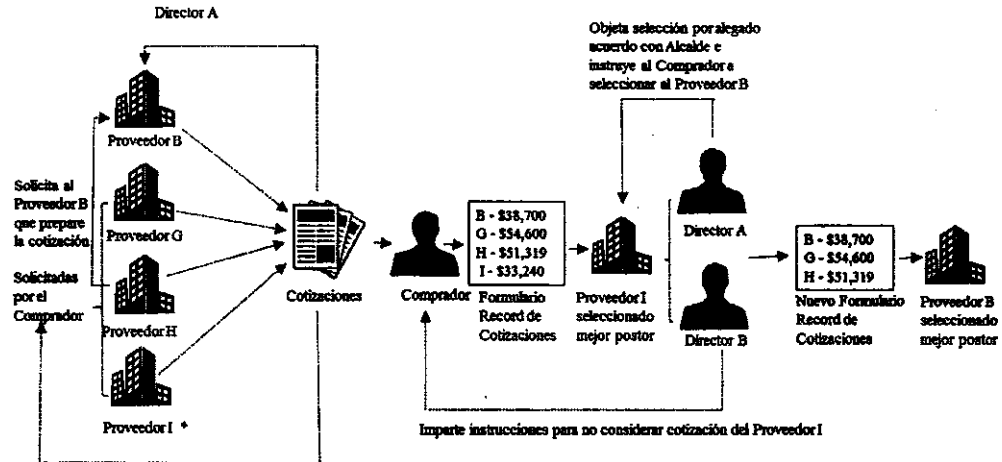 Director A
Proveedor B
Solicita al
Proveedor B
que prepare
la cotización
Proveedor G
Solicitadas
por el
Comprador
Proveedor H
Proveedor I
Cotizaciones
Comprador
B - $38,700
G - $54,600
H - $51,319
I - $33,240
Formulario
Record de
Cotizaciones
Proveedor I
seleccionado
mejor postor
Objeta selección por alegado
acuerdo con Alcalde e
instruye al Comprador a
seleccionar al Proveedor B
Director A
Director B
Imparte instrucciones para no considerar cotización del Proveedor I
B - $38,700
G - $54,600
H - $51,319
Nuevo Formulario
Record de
Cotizaciones
Proveedor B
seleccionado
mejor postor